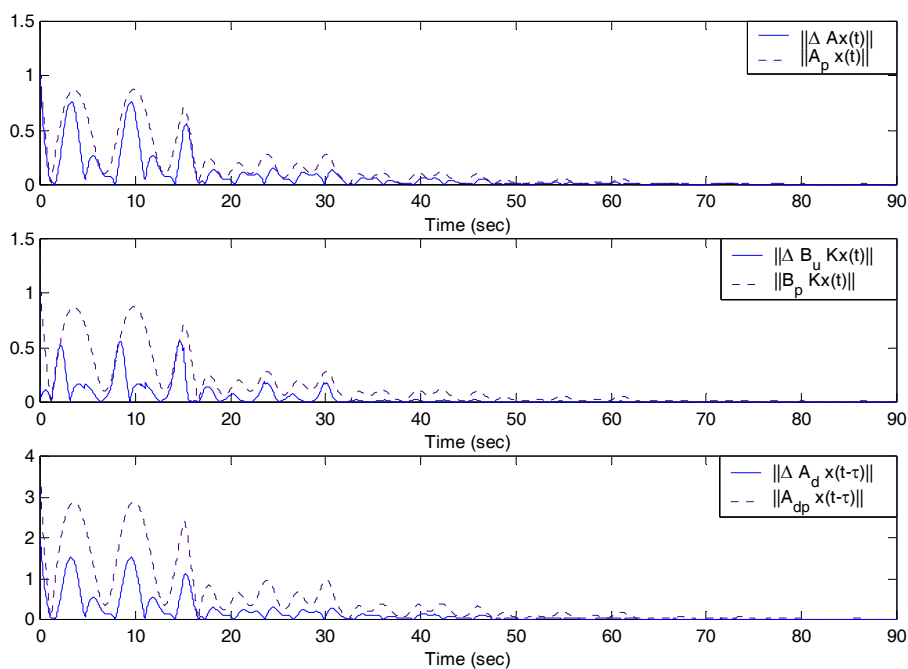 1.5
1
0.5
0
||Δ Ax(t)||
||A_p x(t)||
0 10 20 30 40 50 60 70 80 90
Time (sec)
1.5
1
0.5
0
||Δ B_u Kx(t)||
||B_p Kx(t)||
0 10 20 30 40 50 60 70 80 90
Time (sec)
4
3
2
1
0
||Δ A_d x(t-τ)||
||A_dp x(t-τ)||
0 10 20 30 40 50 60 70 80 90
Time (sec)